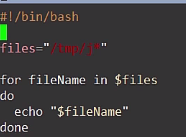 #!/bin/bash
files="/tmp/*"
for fileName in $files
do
echo "$fileName"
done